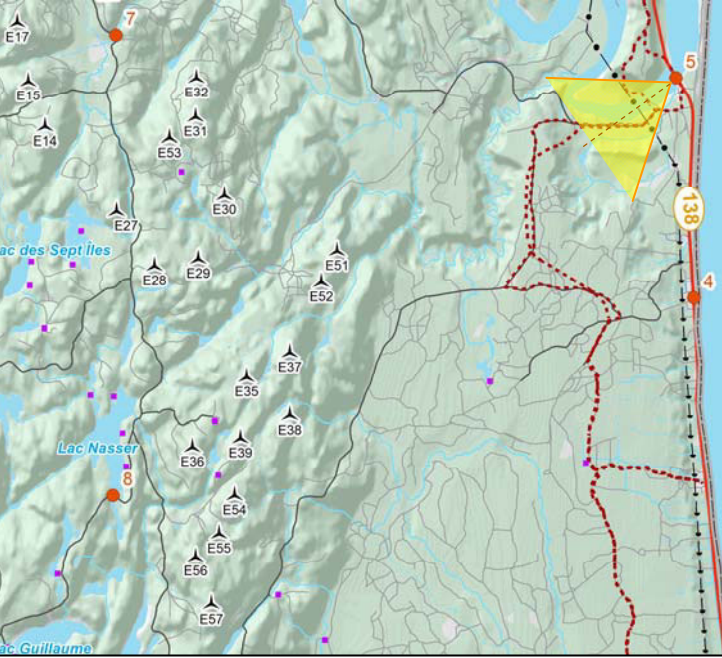 E17
7
5
E15
E32
E14
E31
E53
E30
138
E27
ac des Sept Îles
E51
E29
E28
E52
4
E37
E35
E38
E39
Lac Nasser
E36
8
E54
E55
E56
E57
ac Guillaume